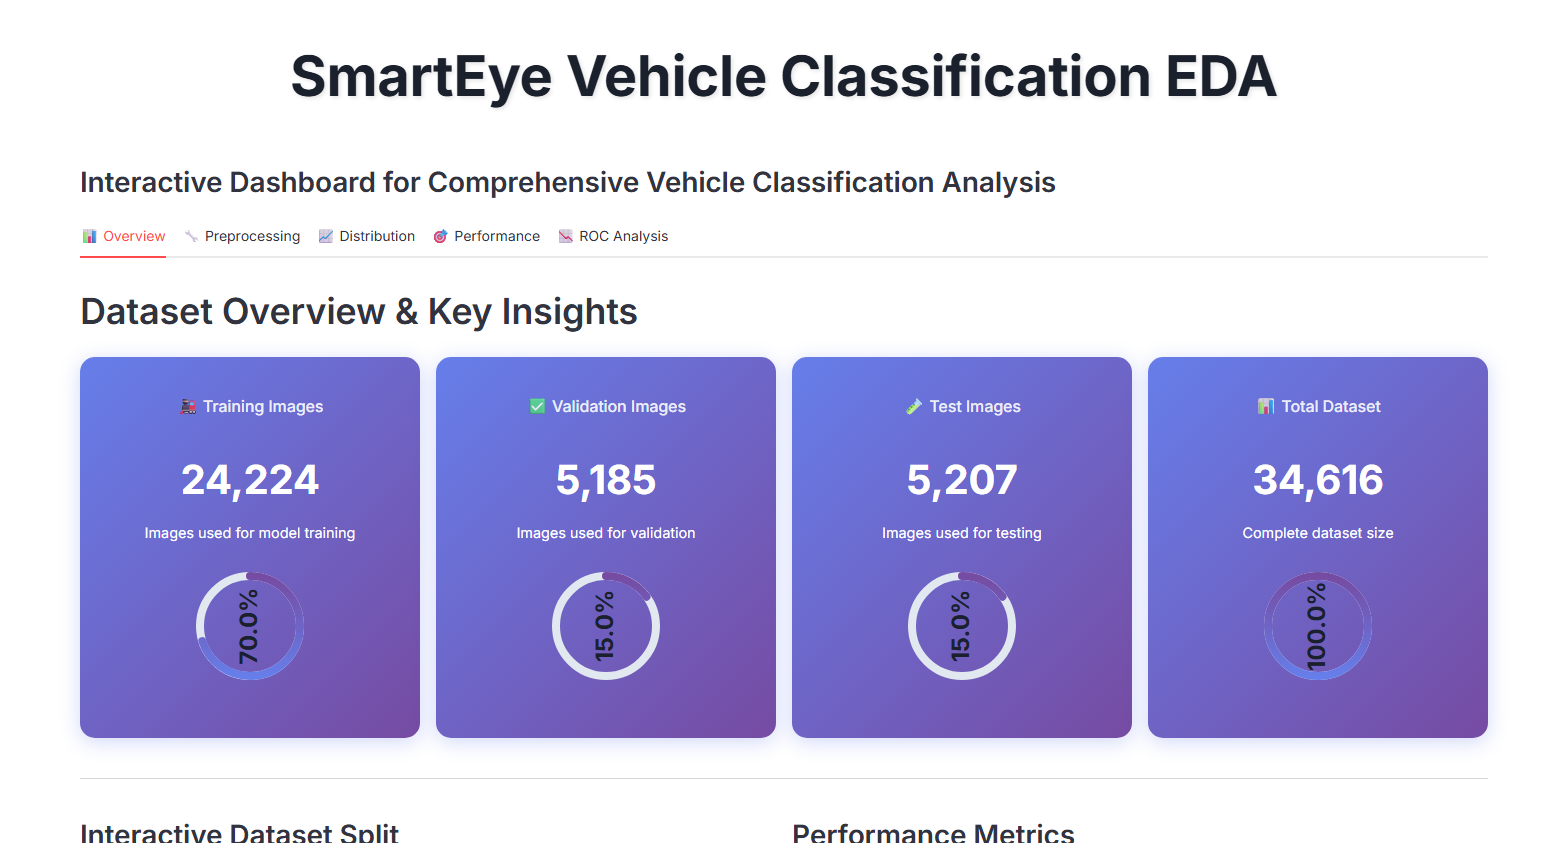 SmartEye Vehicle Classification EDA
Interactive Dashboard for Comprehensive Vehicle Classification Analysis
Overview Preprocessing Distribution Performance ROC Analysis
Dataset Overview & Key Insights
Training Images
24,224
Images used for model training
70.0%
Validation Images
5,185
Images used for validation
15.0%
Test Images
5,207
Images used for testing
15.0%
Total Dataset
34,616
Complete dataset size
100.0%
Interactive Dataset Split
Performance Metrics